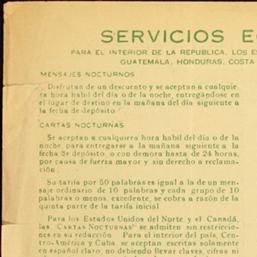 SERVICIOS E
PARA EL INTERIOR DE LA REPUBLICA, LOS ES
GUATEMALA, HONDURAS, COSTA
MENSAJES NOCTURNOS
Disfrutan de un descuento y se aceptan a cualquie
ra hora hábil del día o de la noche, entregándose en
el lugar de destino en la mañana del día siguiente a
la fecha de depósito.
CARTAS NOCTURNAS
Se aceptan a cualquiera hora hábil del día o de la
noche para entregarse a la mañana siguiente a la
fecha de depósito o con demora hasta de 24 horas,
por causa de fuerza mayor y sin derecho a reclama-
ción.
Su tarifa por 50 palabras es igual a la de un men-
saje ordinario de 10 palabras y cada grupo de 10
palabras o menos, excedente, se cobra a razón de la
quinta parte de la tarifa inicial.
Para los Estados Unidos del Norte y el Canadá,
las CARTAS NOCTURNAS se admiten sin restriccio-
nes en su redacción. Para el interior del país, Cen-
tro-América y Cuba, se aceptan escritas solamente
en español claro, no debiendo llevar claves, cifras ni